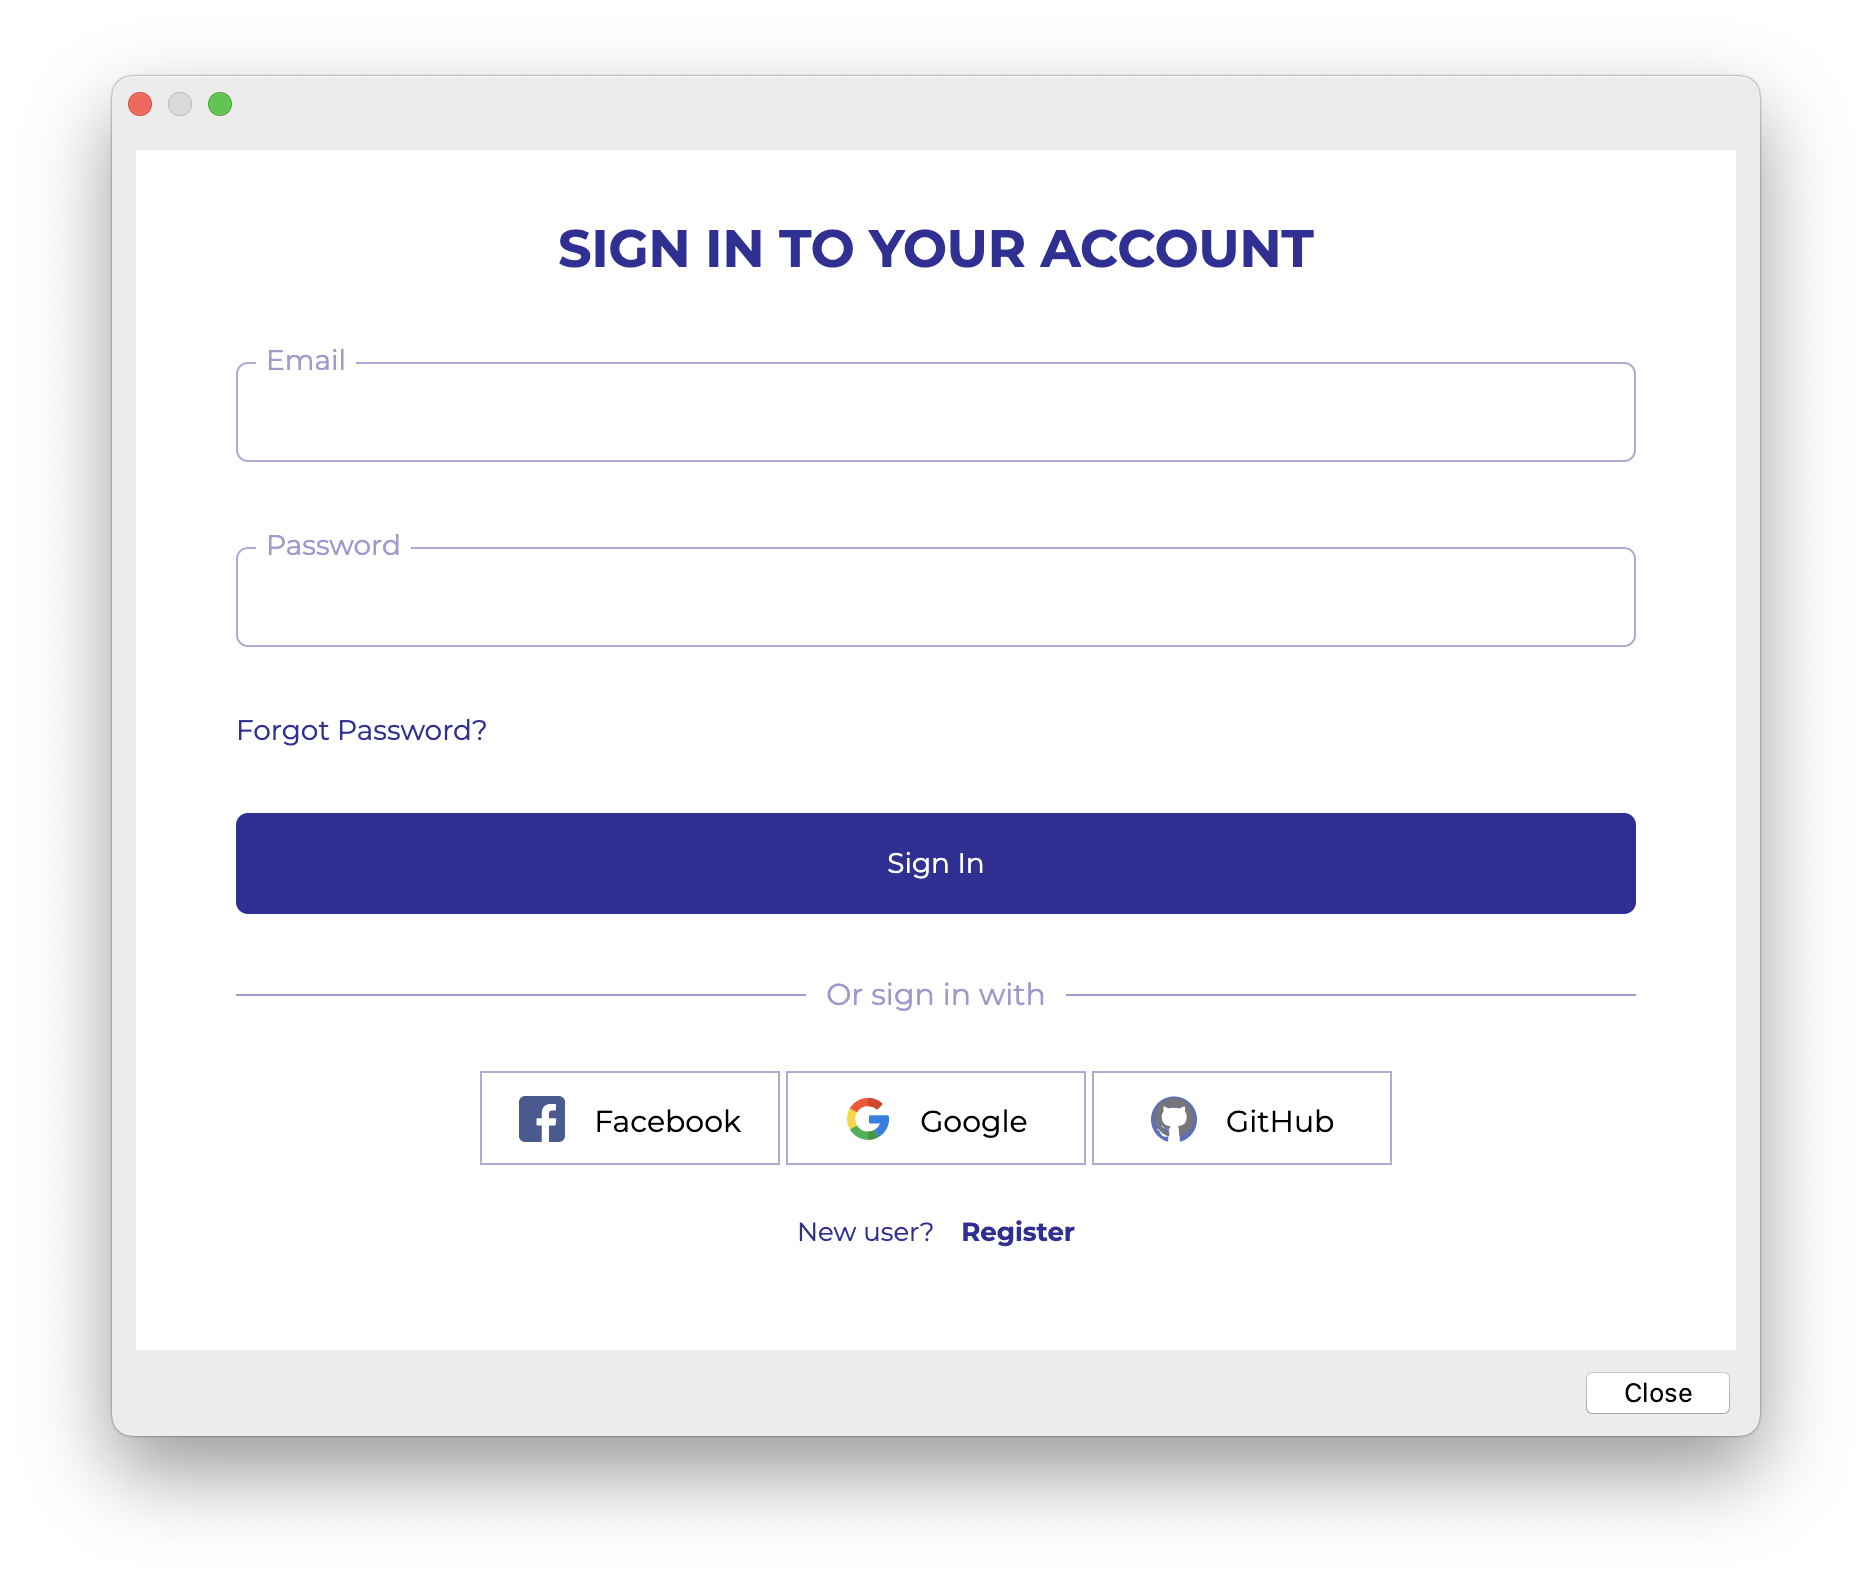 SIGN IN TO YOUR ACCOUNT
Email
Password
Forgot Password?
Sign In
Or sign in with
Facebook Google GitHub
New user? Register
Close